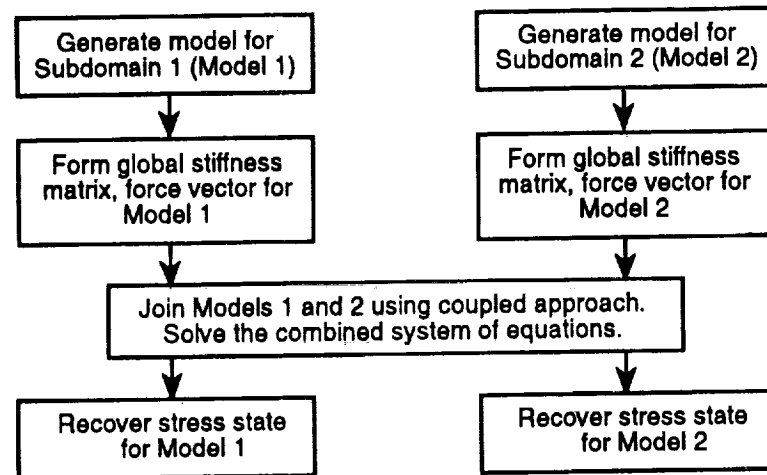 Generate model for
Subdomain 1 (Model 1)
Generate model for
Subdomain 2 (Model 2)
Form global stiffness
matrix, force vector for
Model 1
Form global stiffness
matrix, force vector for
Model 2
Join Models 1 and 2 using coupled approach.
Solve the combined system of equations.
Recover stress state
for Model 1
Recover stress state
for Model 2